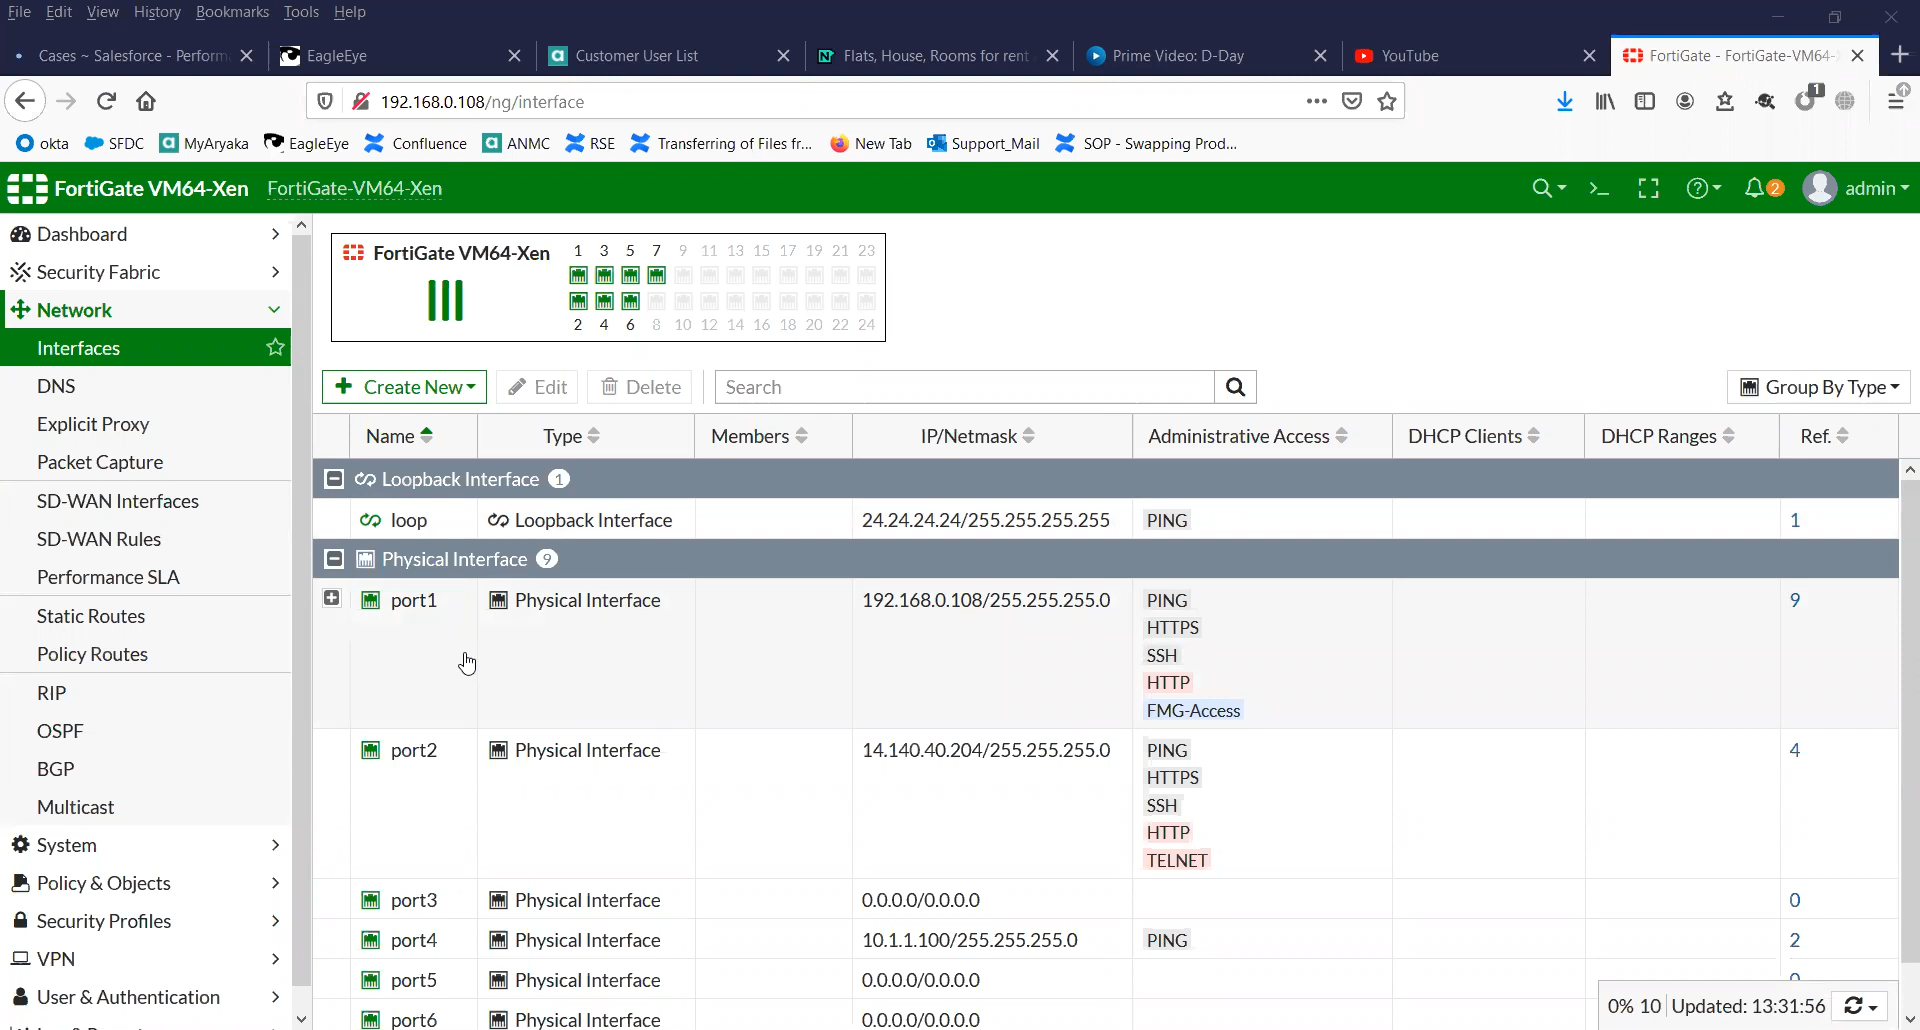 File Edit View History Bookmarks Tools Help
Cases ~ Salesforce - Perform
EagleEye
Customer User List
Flats, House, Rooms for rent
Prime Video: D-Day
YouTube
FortiGate - FortiGate-VM64-
192.168.0.108/ng/interface
1
okta SFDC MyAryaka EagleEye Confluence ANMC RSE Transferring of Files fr... New Tab Support_Mail SOP - Swapping Prod...
FortiGate VM64-Xen FortiGate-VM64-Xen
2 admin
Dashboard
Security Fabric
Network
Interfaces
DNS
Explicit Proxy
Packet Capture
SD-WAN Interfaces
SD-WAN Rules
Performance SLA
Static Routes
Policy Routes
RIP
OSPF
BGP
Multicast
System
Policy & Objects
Security Profiles
VPN
User & Authentication
FortiGate VM64-Xen
1 3 5 7 9 11 13 15 17 19 21 23
2 4 6 8 10 12 14 16 18 20 22 24
+ Create New Edit Delete Search Group By Type
Name Type Members IP/Netmask Administrative Access DHCP Clients DHCP Ranges Ref.
Loopback Interface 1
loop Loopback Interface 24.24.24.24/255.255.255.255 PING 1
Physical Interface 9
port1 Physical Interface 192.168.0.108/255.255.255.0 PING 9
HTTPS
SSH
HTTP
FMG-Access
port2 Physical Interface 14.140.40.204/255.255.255.0 PING 4
HTTPS
SSH
HTTP
TELNET
port3 Physical Interface 0.0.0.0/0.0.0.0 0
port4 Physical Interface 10.1.1.100/255.255.255.0 PING 2
port5 Physical Interface 0.0.0.0/0.0.0.0 0
port6 Physical Interface 0.0.0.0/0.0.0.0
0% 10 Updated: 13:31:56